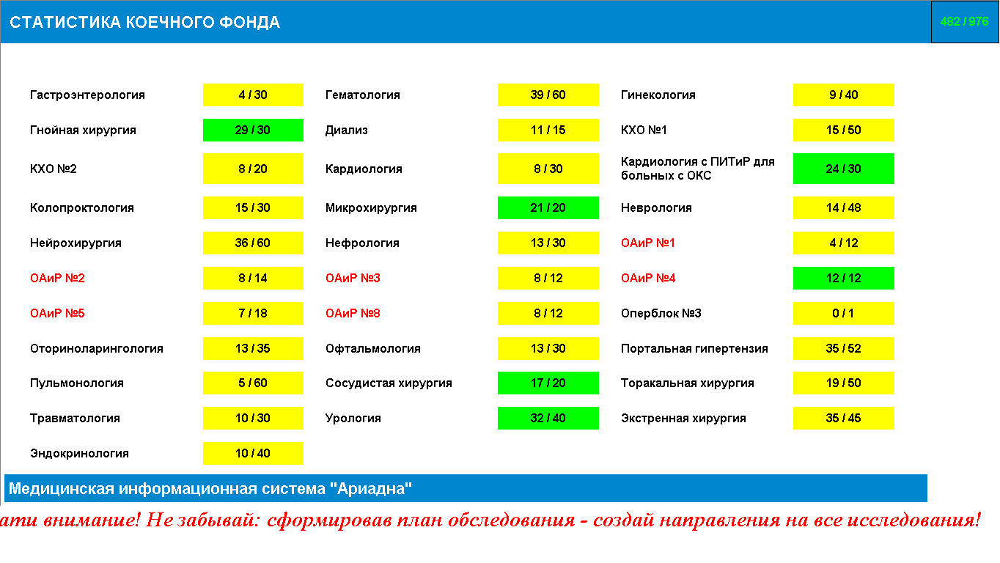 СТАТИСТИКА КОЕЧНОГО ФОНДА 482 / 976
Гастроэнтерология 4 / 30 Гематология 39 / 60 Гинекология 9 / 40
Гнойная хирургия 29 / 30 Диализ 11 / 15 КХО №1 15 / 50
КХО №2 8 / 20 Кардиология 8 / 30 Кардиология с ПИТиР для
больных с ОКС 24 / 30
Колопроктология 15 / 30 Микрохирургия 21 / 20 Неврология 14 / 48
Нейрохирургия 36 / 60 Нефрология 13 / 30 ОАиР №1 4 / 12
ОАиР №2 8 / 14 ОАиР №3 8 / 12 ОАиР №4 12 / 12
ОАиР №5 7 / 18 ОАиР №8 8 / 12 Оперблок №3 0 / 1
Оториноларингология 13 / 35 Офтальмология 13 / 30 Портальная гипертензия 35 / 52
Пульмонология 5 / 60 Сосудистая хирургия 17 / 20 Торакальная хирургия 19 / 50
Травматология 10 / 30 Урология 32 / 40 Экстренная хирургия 35 / 45
Эндокринология 10 / 40
Медицинская информационная система "Ариадна"
ати внимание! Не забывай: сформировав план обследования - создай направления на все исследования!